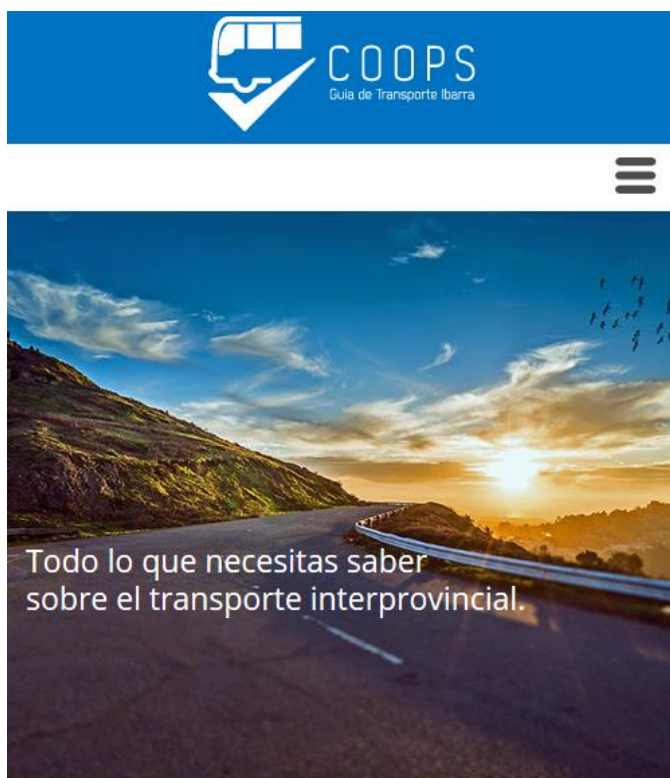 COOPS
Guia de Transporte Ibarra
Todo lo que necesitas saber
sobre el transporte interprovincial.